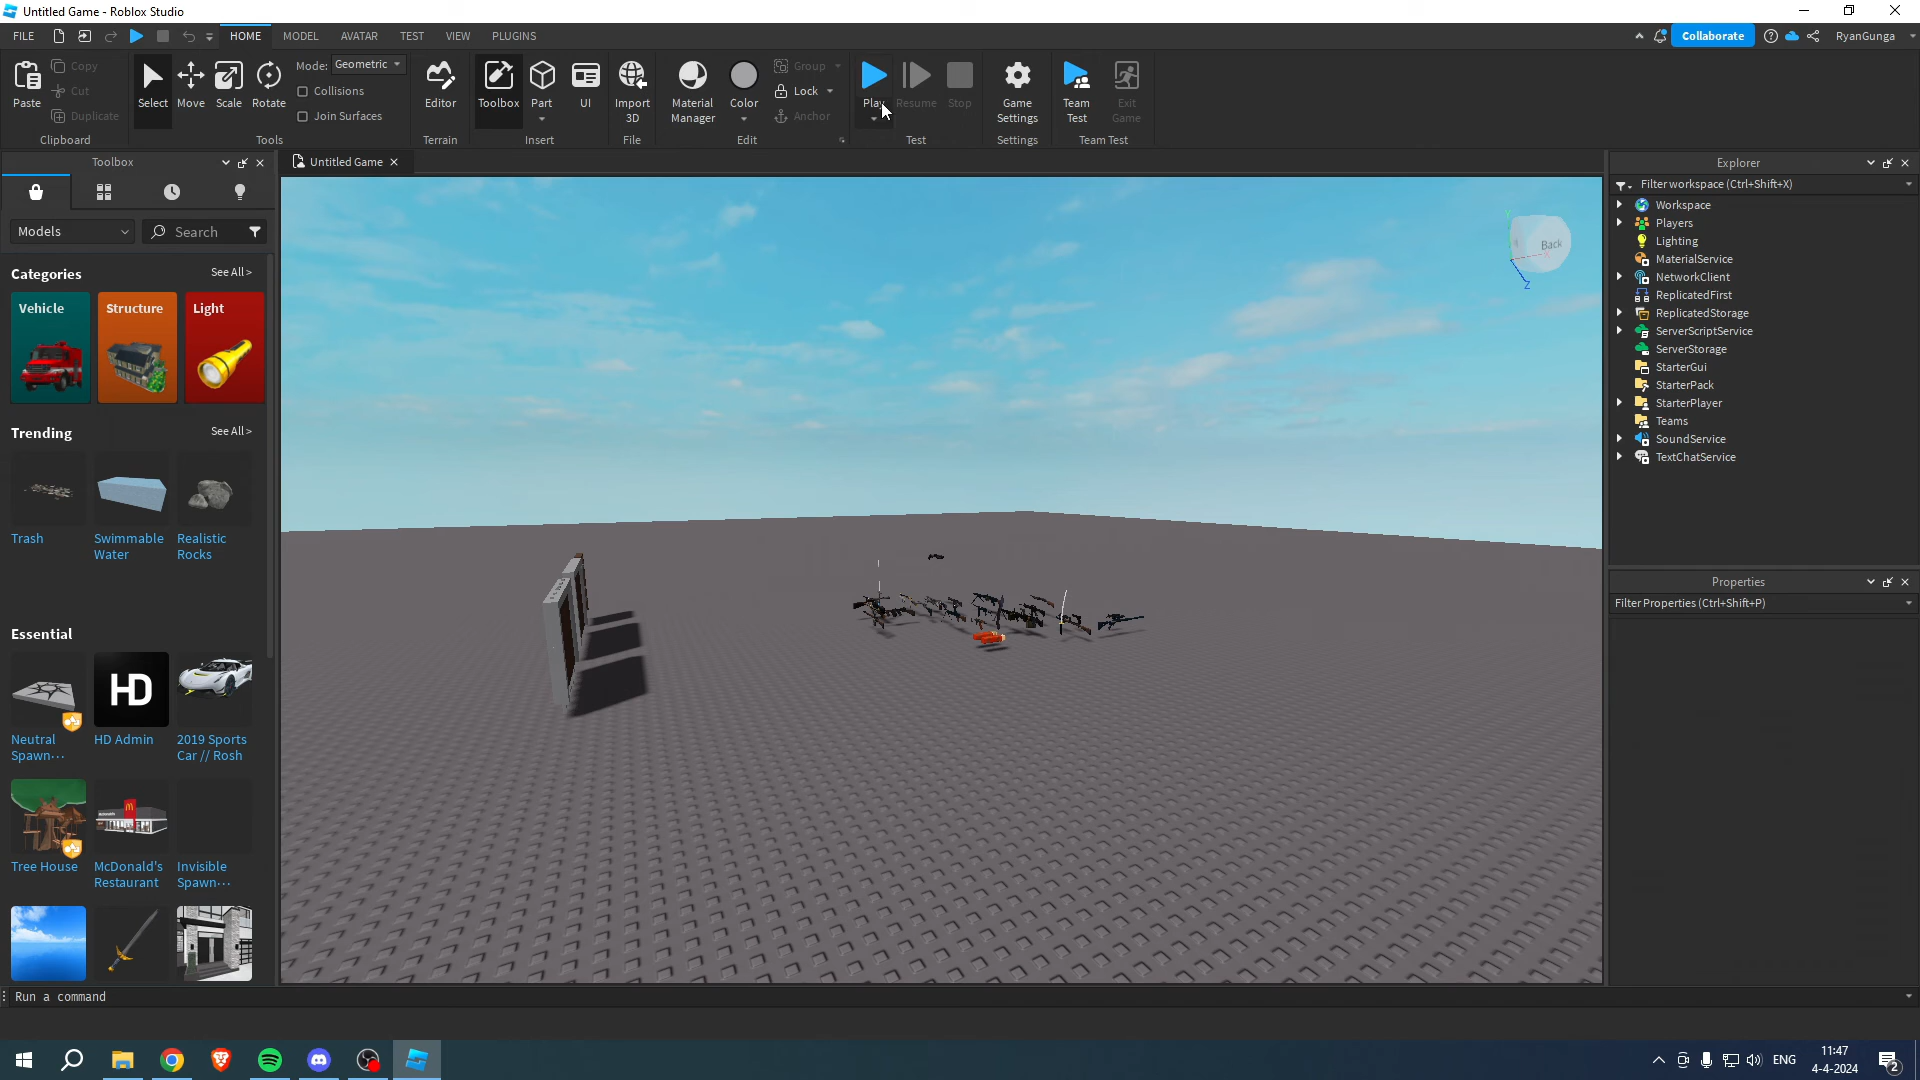 Untitled Game - Roblox Studio
FILE HOME MODEL AVATAR TEST VIEW PLUGINS Collaborate RyanGunga
Paste Copy Cut Duplicate Clipboard
Select Move Scale Rotate Mode: Geometric Collisions Join Surfaces Tools
Editor Terrain
Toolbox Part UI Insert
Import 3D File
Material Manager Color Group Lock Anchor Edit
Play Resume Stop Test
Game Settings Settings
Team Test Exit Game Team Test
Toolbox
Untitled Game
Models Search
Categories See All >
Vehicle Structure Light
Trending See All >
Trash Swimmable Water Realistic Rocks
Essential
HD
Neutral Spawn... HD Admin 2019 Sports Car // Rosh
Tree House McDonald's Restaurant Invisible Spawn...
Back
Y
Z
Explorer
Filter workspace (Ctrl+Shift+X)
Workspace
Players
Lighting
MaterialService
NetworkClient
ReplicatedFirst
ReplicatedStorage
ServerScriptService
ServerStorage
StarterGui
StarterPack
StarterPlayer
Teams
SoundService
TextChatService
Properties
Filter Properties (Ctrl+Shift+P)
Run a command
ENG
11:47
4-4-2024
2